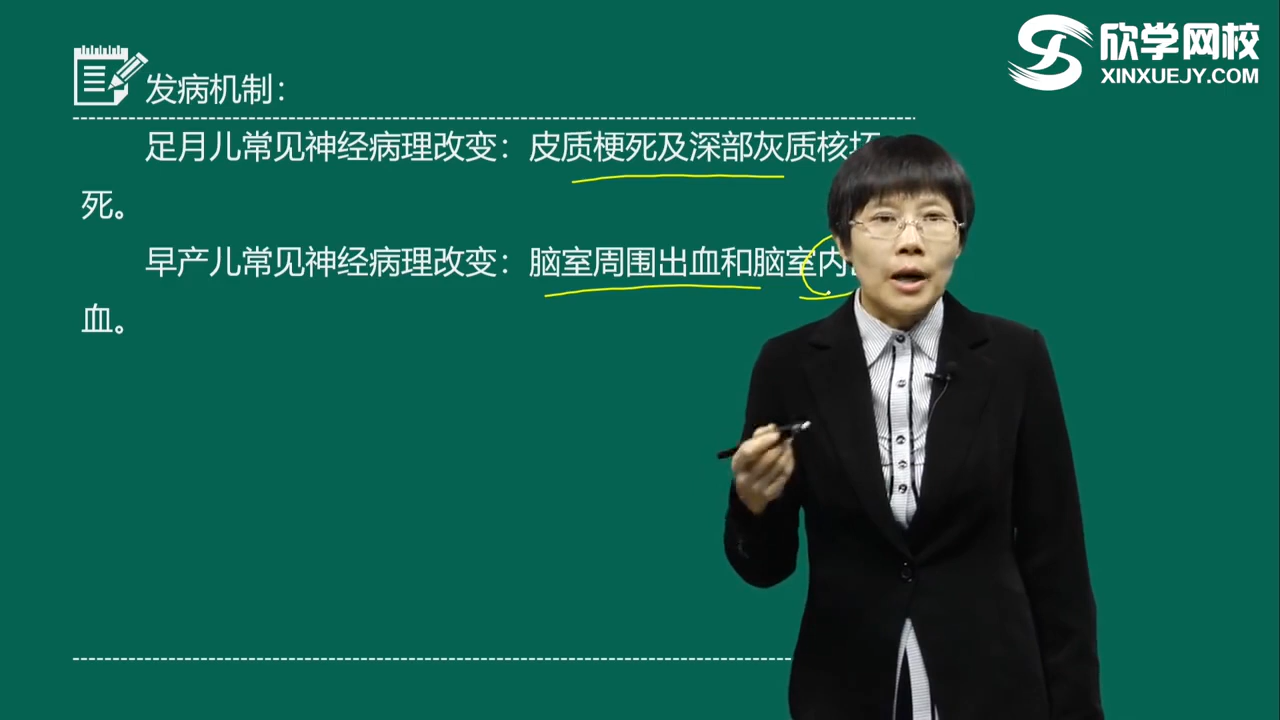 欣学网校
XINXUEJY.COM
发病机制：
足月儿常见神经病理改变：皮质梗死及深部灰质核
死。
早产儿常见神经病理改变：脑室周围出血和脑室内
血。